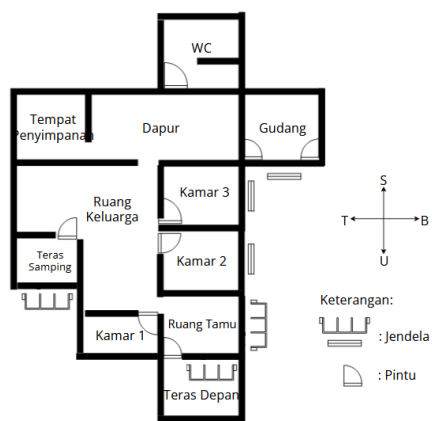 WC
Tempat
Penyimpanan
Dapur
Gudang
Kamar 3
Ruang
Keluarga
S
T
B
U
Teras
Samping
Kamar 2
Keterangan:
: Jendela
Kamar 1
Ruang Tamu
: Pintu
Teras Depan